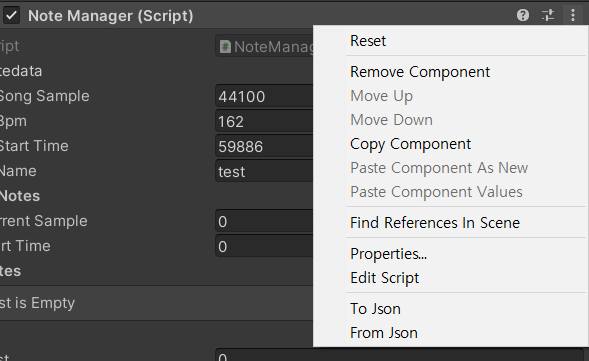 Note Manager (Script)
ript
NoteManag
tedata
Song Sample
44100
Bpm
162
Start Time
59886
Name
test
Notes
rrent Sample
0
rt Time
0
tes
st is Empty
st
0
Reset
Remove Component
Move Up
Move Down
Copy Component
Paste Component As New
Paste Component Values
Find References In Scene
Properties...
Edit Script
To Json
From Json